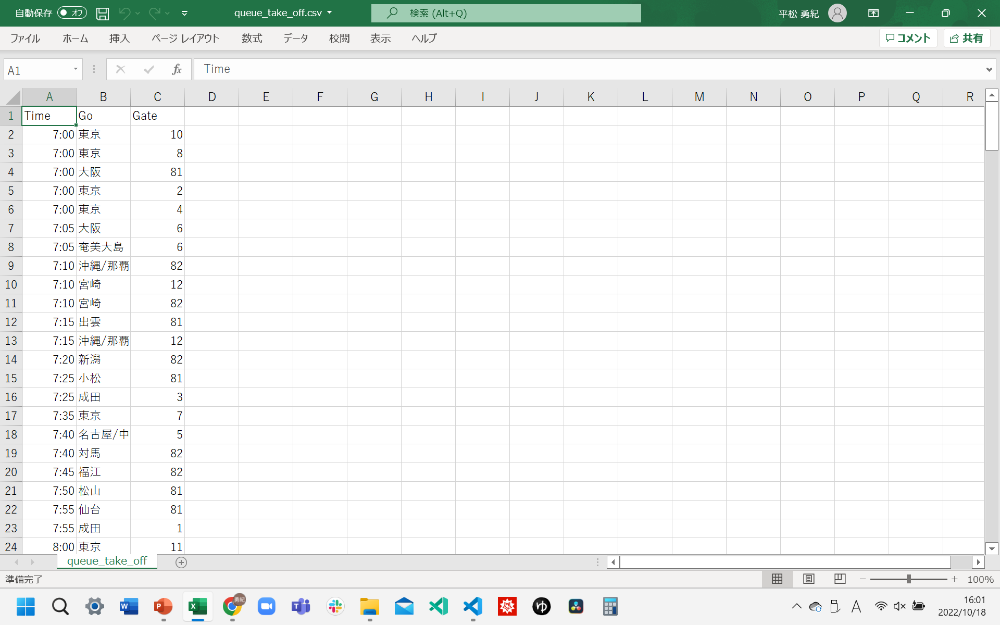 自動保存 オフ queue_take_off.csv 検索 (Alt+Q) 平松 勇紀
ファイル ホーム 挿入 ページ レイアウト 数式 データ 校閲 表示 ヘルプ コメント 共有
A1 fx Time
A B C D E F G H I J K L M N O P Q R
1 Time Go Gate
2 7:00 東京 10
3 7:00 東京 8
4 7:00 大阪 81
5 7:00 東京 2
6 7:00 東京 4
7 7:05 大阪 6
8 7:05 奄美大島 6
9 7:10 沖縄/那覇 82
10 7:10 宮崎 12
11 7:10 宮崎 82
12 7:15 出雲 81
13 7:15 沖縄/那覇 12
14 7:20 新潟 82
15 7:25 小松 81
16 7:25 成田 3
17 7:35 東京 7
18 7:40 名古屋/中 5
19 7:40 対馬 82
20 7:45 福江 82
21 7:50 松山 81
22 7:55 仙台 81
23 7:55 成田 1
24 8:00 東京 11
queue_take_off
準備完了 100%
勇紀 ゆ A 16:01
2022/10/18